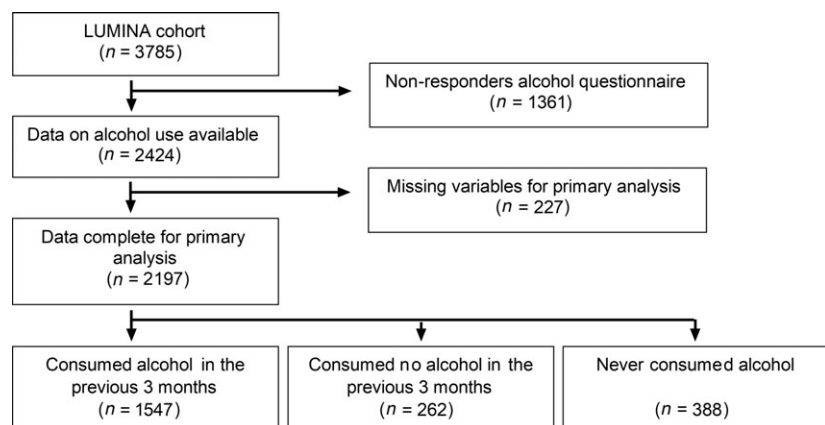 LUMINA cohort
(n = 3785)
Non-responders alcohol questionnaire
(n = 1361)
Data on alcohol use available
(n = 2424)
Missing variables for primary analysis
(n = 227)
Data complete for primary
analysis
(n = 2197)
Consumed alcohol in the
previous 3 months
(n = 1547)
Consumed no alcohol in the
previous 3 months
(n = 262)
Never consumed alcohol
(n = 388)